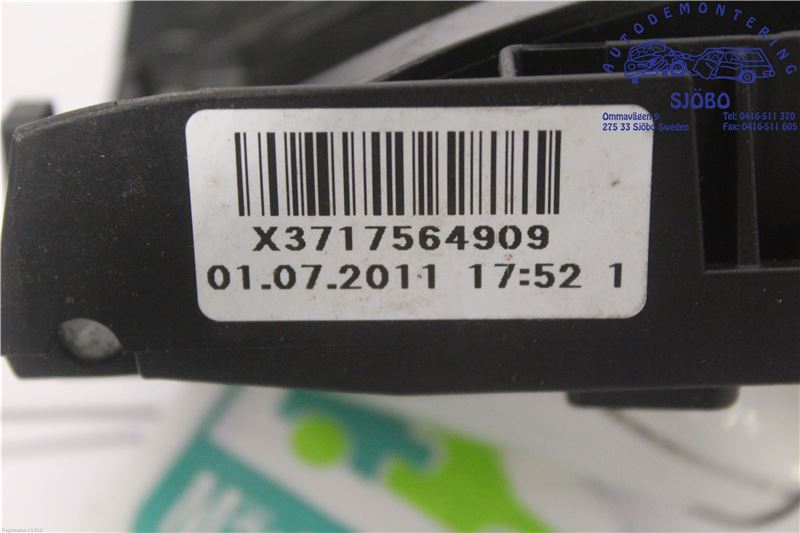 AUTODEMONTERING
SJÖBO
Ommavägen 9
275 33 Sjöbo Sweden
Tel: 0416-511 370
Fax: 0416-511 605
X3717564909
01.07.2011 17:52 1